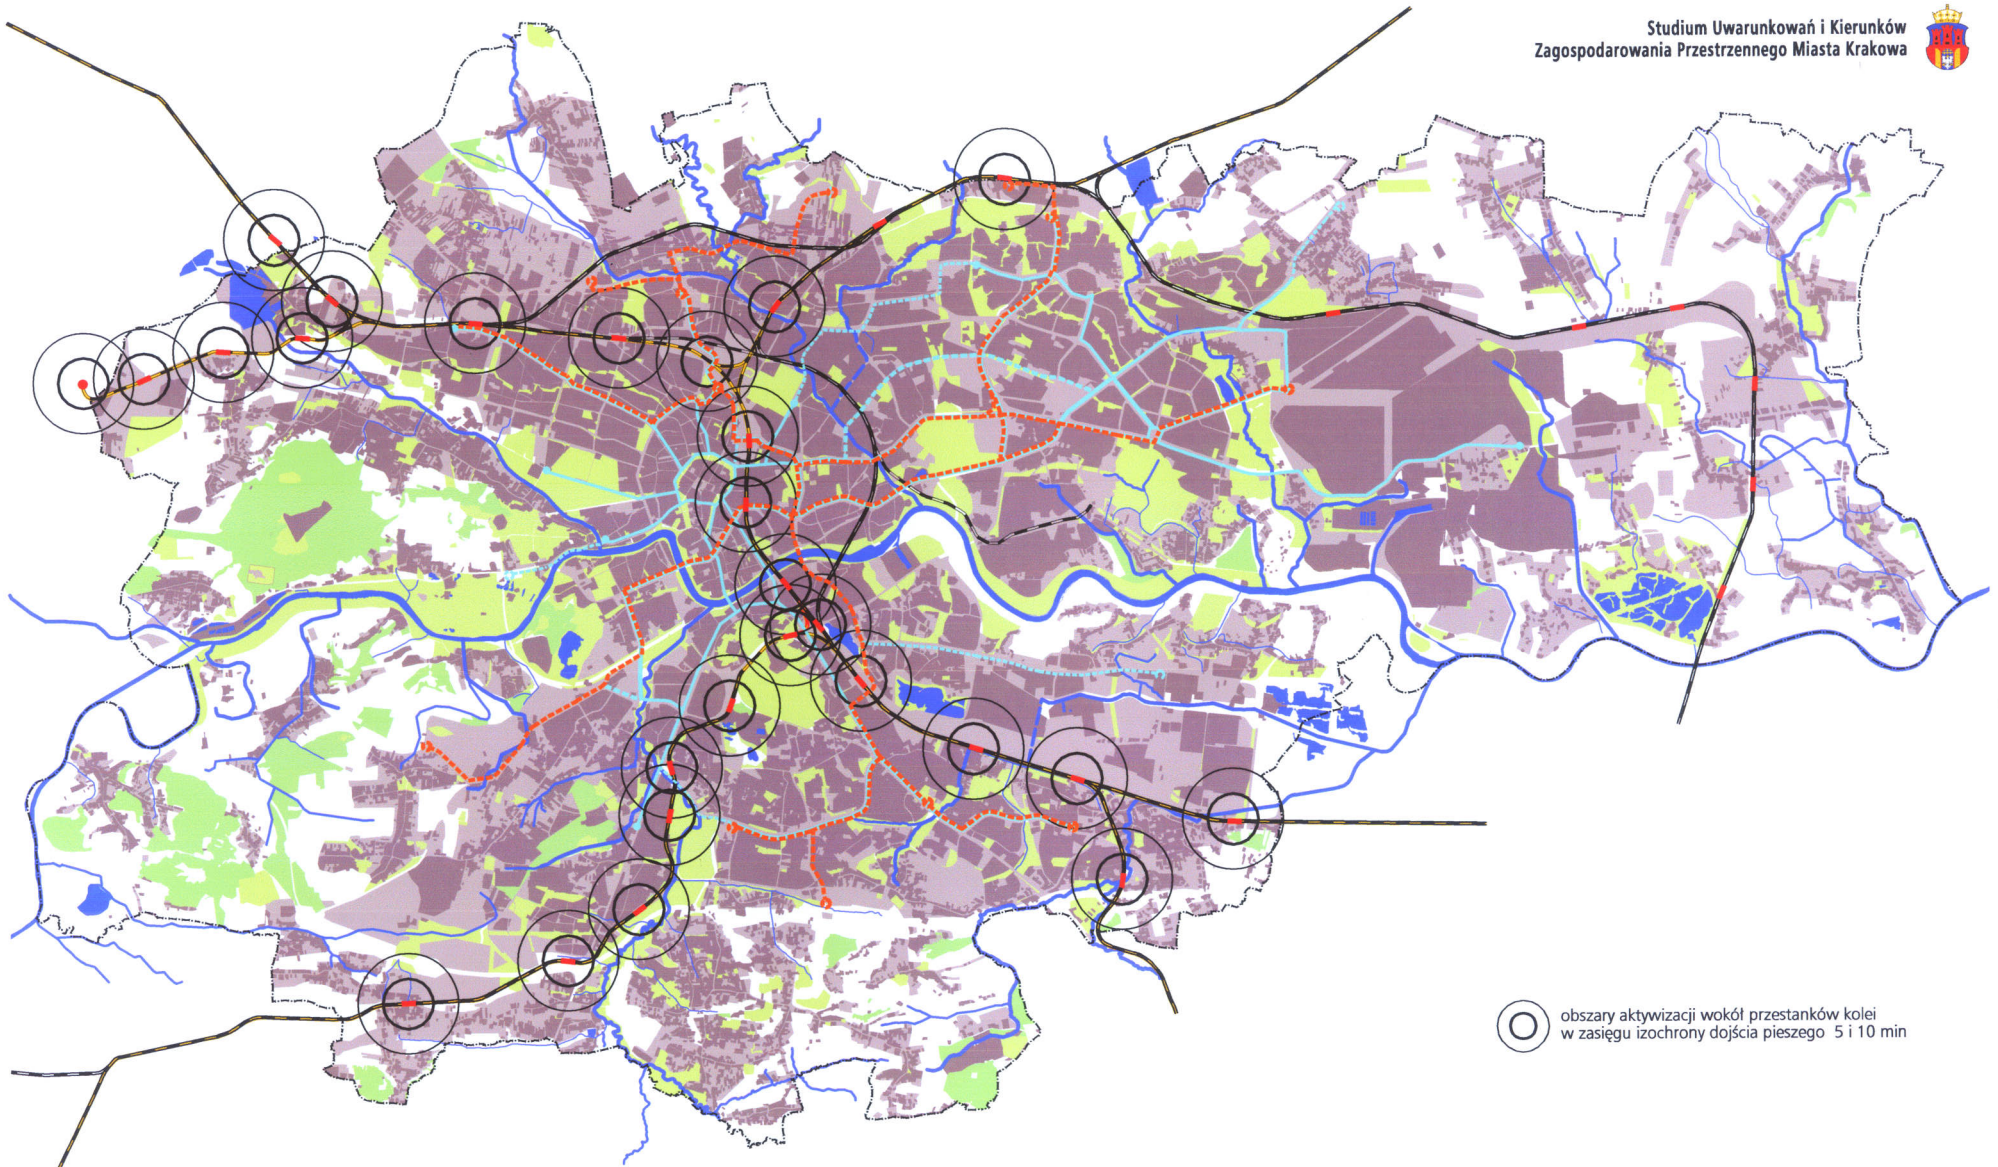 Studium Uwarunkowań i Kierunków
Zagospodarowania Przestrzennego Miasta Krakowa
obszary aktywizacji wokół przestanków kolei
w zasięgu izochrony dojścia pieszego 5 i 10 min